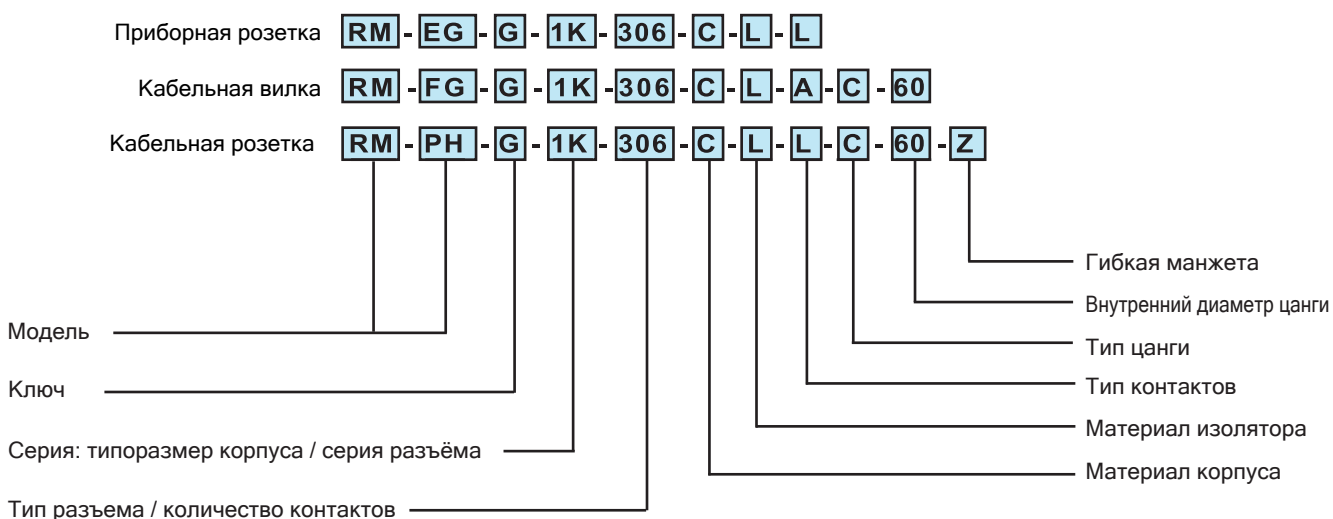 Приборная розетка RM-EG-G-1K-306-C-L-L
Кабельная вилка RM-FG-G-1K-306-C-L-A-C-60
Кабельная розетка RM-PH-G-1K-306-C-L-L-C-60-Z
Гибкая манжета
Внутренний диаметр цанги
Модель
Тип цанги
Ключ
Тип контактов
Материал изолятора
Серия: типоразмер корпуса / серия разъёма
Материал корпуса
Тип разъема / количество контактов